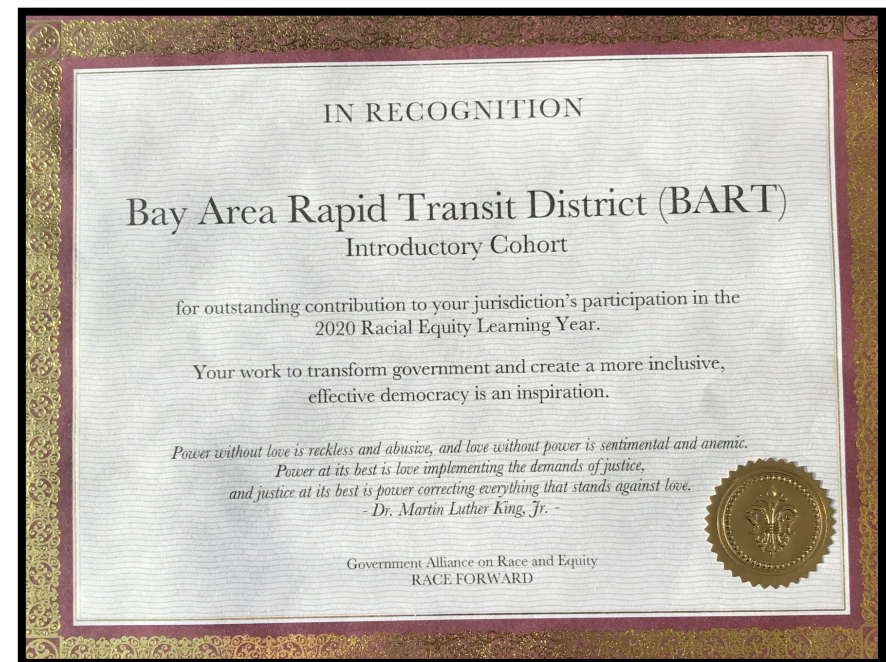 IN RECOGNITION
Bay Area Rapid Transit District (BART)
Introductory Cohort
for outstanding contribution to your jurisdiction's participation in the
2020 Racial Equity Learning Year.
Your work to transform government and create a more inclusive,
effective democracy is an inspiration.
Power without love is reckless and abusive, and love without power is sentimental and anemic.
Power at its best is love implementing the demands of justice,
and justice at its best is power correcting everything that stands against love.
- Dr. Martin Luther King, Jr. -
Government Alliance on Race and Equity
RACE FORWARD